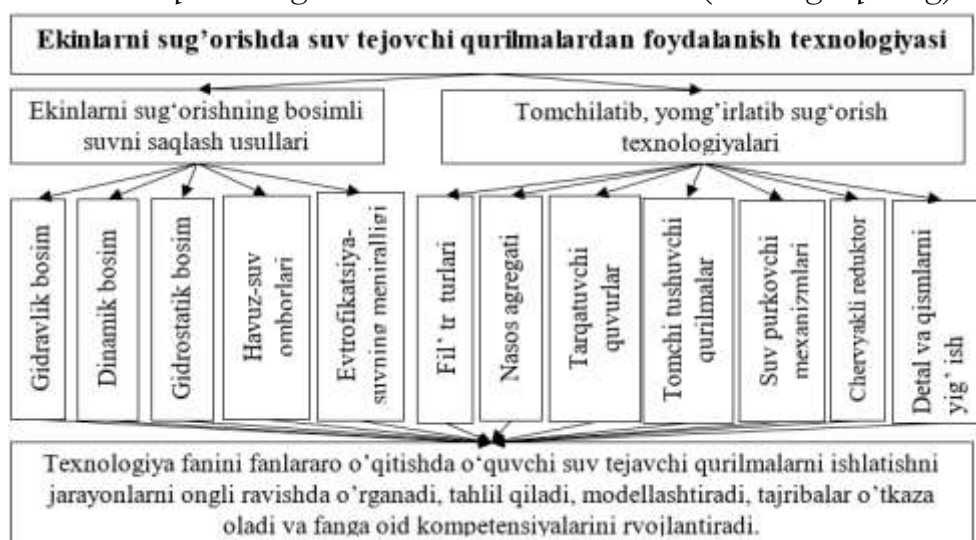 Ekinlarni sug’orishda suv tejovchi qurilmalardan foydalanish texnologiyasi
Ekinlarni sug‘orishning bosimli
suvni saqlash usullari
Tomchilatib, yomg’irlatib sug‘orish
texnologiyalari
Gidravlik bosim
Dinamik bosim
Gidrostatik bosim
Havuz-suv
omborlari
Evtrofikatsiya-
suvning meniralligi
Fil’ tr turlari
Nasos agregati
Tarqatuvchi
quvurlar
Tomchi tushuvchi
qurilmalar
Suv purkovchi
mexanizmlari
Chervyakli reduktor
Detal va qismlarni
yig’ ish
Texnologiya fanini fanlararo o’qitishda o‘quvchi suv tejavchi qurilmalarni ishlatishni
jarayonlarni ongli ravishda o’rganadi, tahlil qiladi, modellashtiradi, tajribalar o’tkaza
oladi va fanga oid kompetensiyalarini rvojlantiradi.